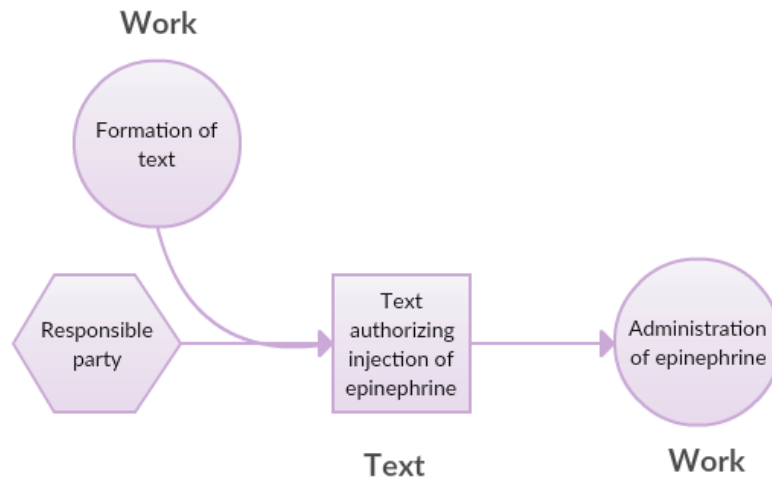 Work
Formation of
text
Responsible
party
Text
authorizing
injection of
epinephrine
Administration
of epinephrine
Text
Work